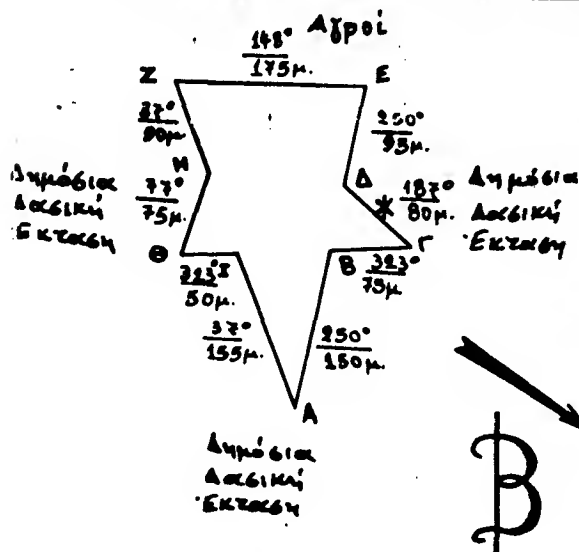 Αγροί
148°
175μ.
Ζ
Ε
37°
90μ.
250°
95μ.
Η
Δ
Δημόσια
Δασική
Έκταση
77°
75μ.
187°
80μ.
Δημόσια
Δασική
Έκταση
Θ
Ι
Β
Γ
323°
50μ.
323°
75μ.
37°
155μ.
250°
150μ.
Α
Δημόσια
Δασική
Έκταση
Β